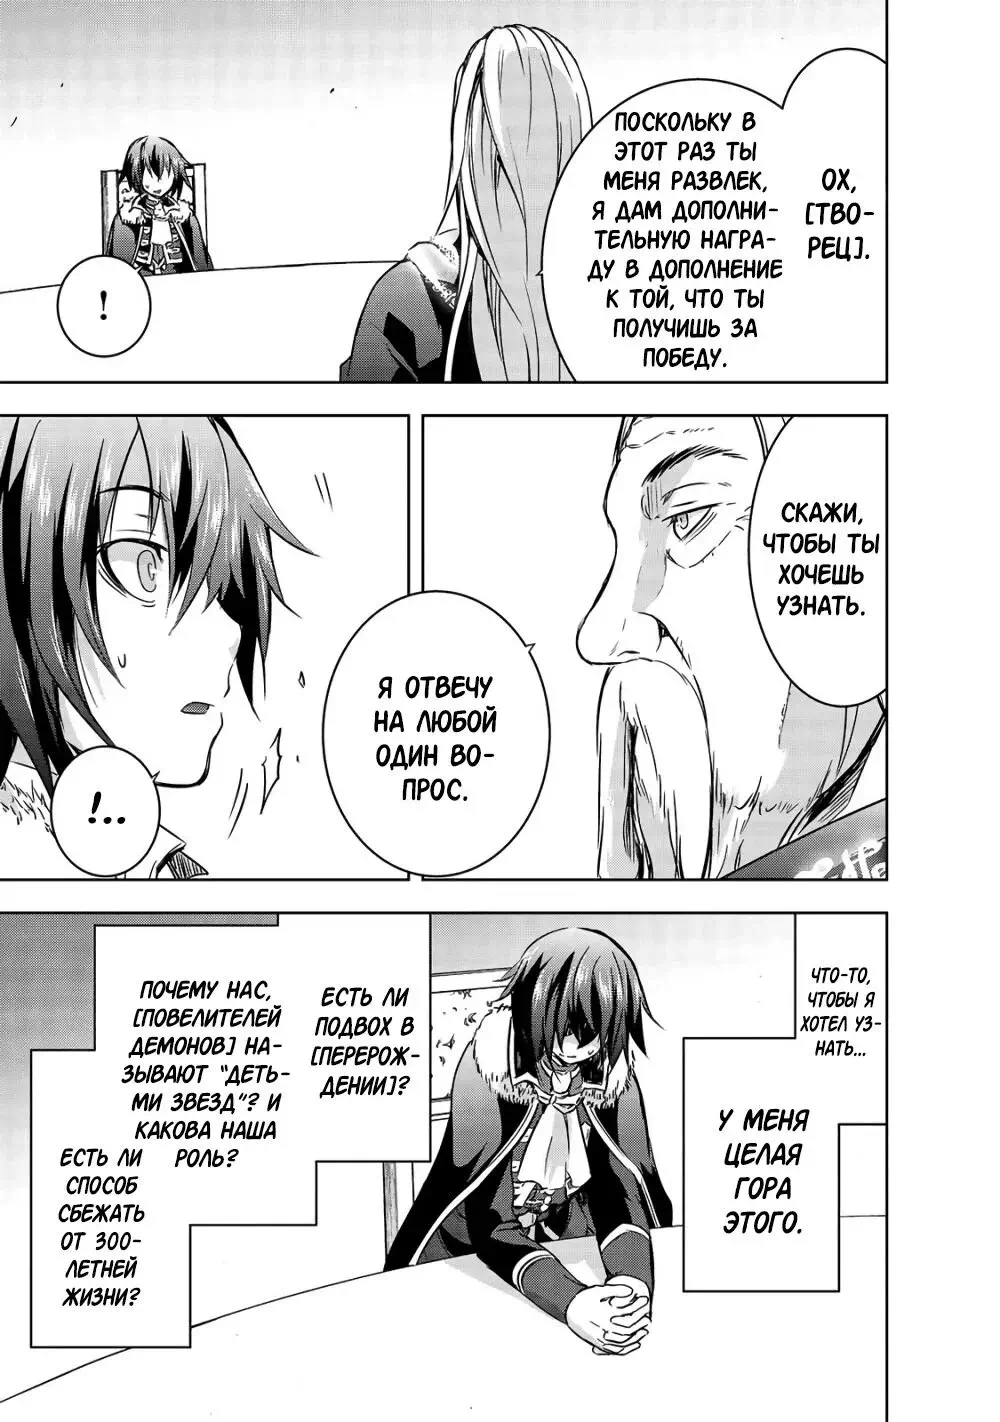 ОХ,
[ТВО-
РЕЦ].
ПОСКОЛЬКУ В
ЭТОТ РАЗ ТЫ
МЕНЯ РАЗВЛЕК,
Я ДАМ ДОПОЛНИ-
ТЕЛЬНУЮ НАГРА-
ДУ В ДОПОЛНЕНИЕ
К ТОЙ, ЧТО ТЫ
ПОЛУЧИШЬ ЗА
ПОБЕДУ.
!
СКАЖИ,
ЧТОБЫ ТЫ
ХОЧЕШЬ
УЗНАТЬ.
Я ОТВЕЧУ
НА ЛЮБОЙ
ОДИН ВО-
ПРОС.
!..
ЧТО-ТО,
ЧТОБЫ Я
ХОТЕЛ УЗ-
НАТЬ...
У МЕНЯ
ЦЕЛАЯ
ГОРА
ЭТОГО.
ЕСТЬ ЛИ
ПОДВОХ В
[ПЕРЕРОЖ-
ДЕНИИ]?
ПОЧЕМУ НАС,
[ПОВЕЛИТЕЛЕЙ
ДЕМОНОВ] НА-
ЗЫВАЮТ "ДЕТЬ-
МИ ЗВЕЗД"? И
КАКОВА НАША
РОЛЬ?
ЕСТЬ ЛИ
СПОСОБ
СБЕЖАТЬ
ОТ 300-
ЛЕТНЕЙ
ЖИЗНИ?